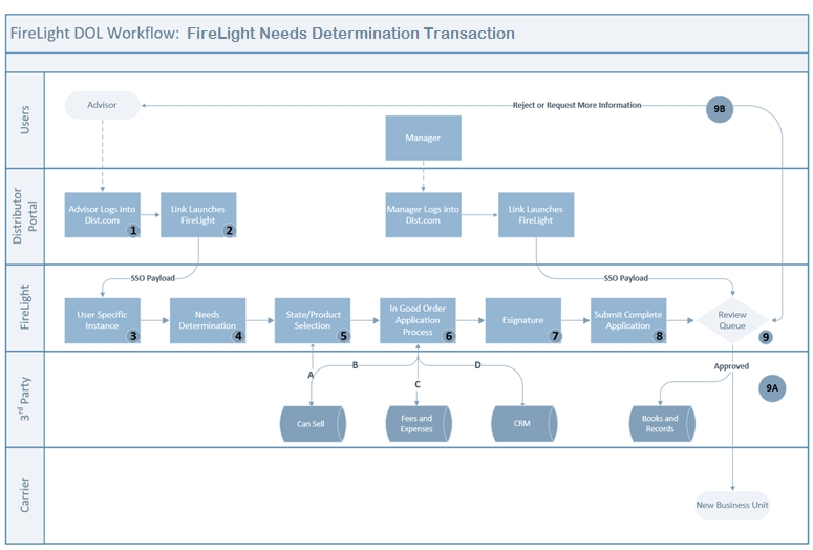 FireLight DOL Workflow: FireLight Needs Determination Transaction
Users
Advisor
Reject or Request More Information
9B
Manager
Distributor
Portal
Advisor Logs into
Dist.com
1
Link Launches
FireLight
2
Manager Logs into
Dist.com
Link Launches
FireLight
FireLight
SSO Payload
SSO Payload
User Specific
Instance
3
Needs
Determination
4
State/Product
Selection
5
In Good Order
Application
Process
6
Esignature
7
Submit Complete
Application
8
Review
Queue
9
3rd Party
A
B
C
D
Approved
9A
Can Sell
Fees and
Expenses
CRM
Books and
Records
Carrier
New Business Unit